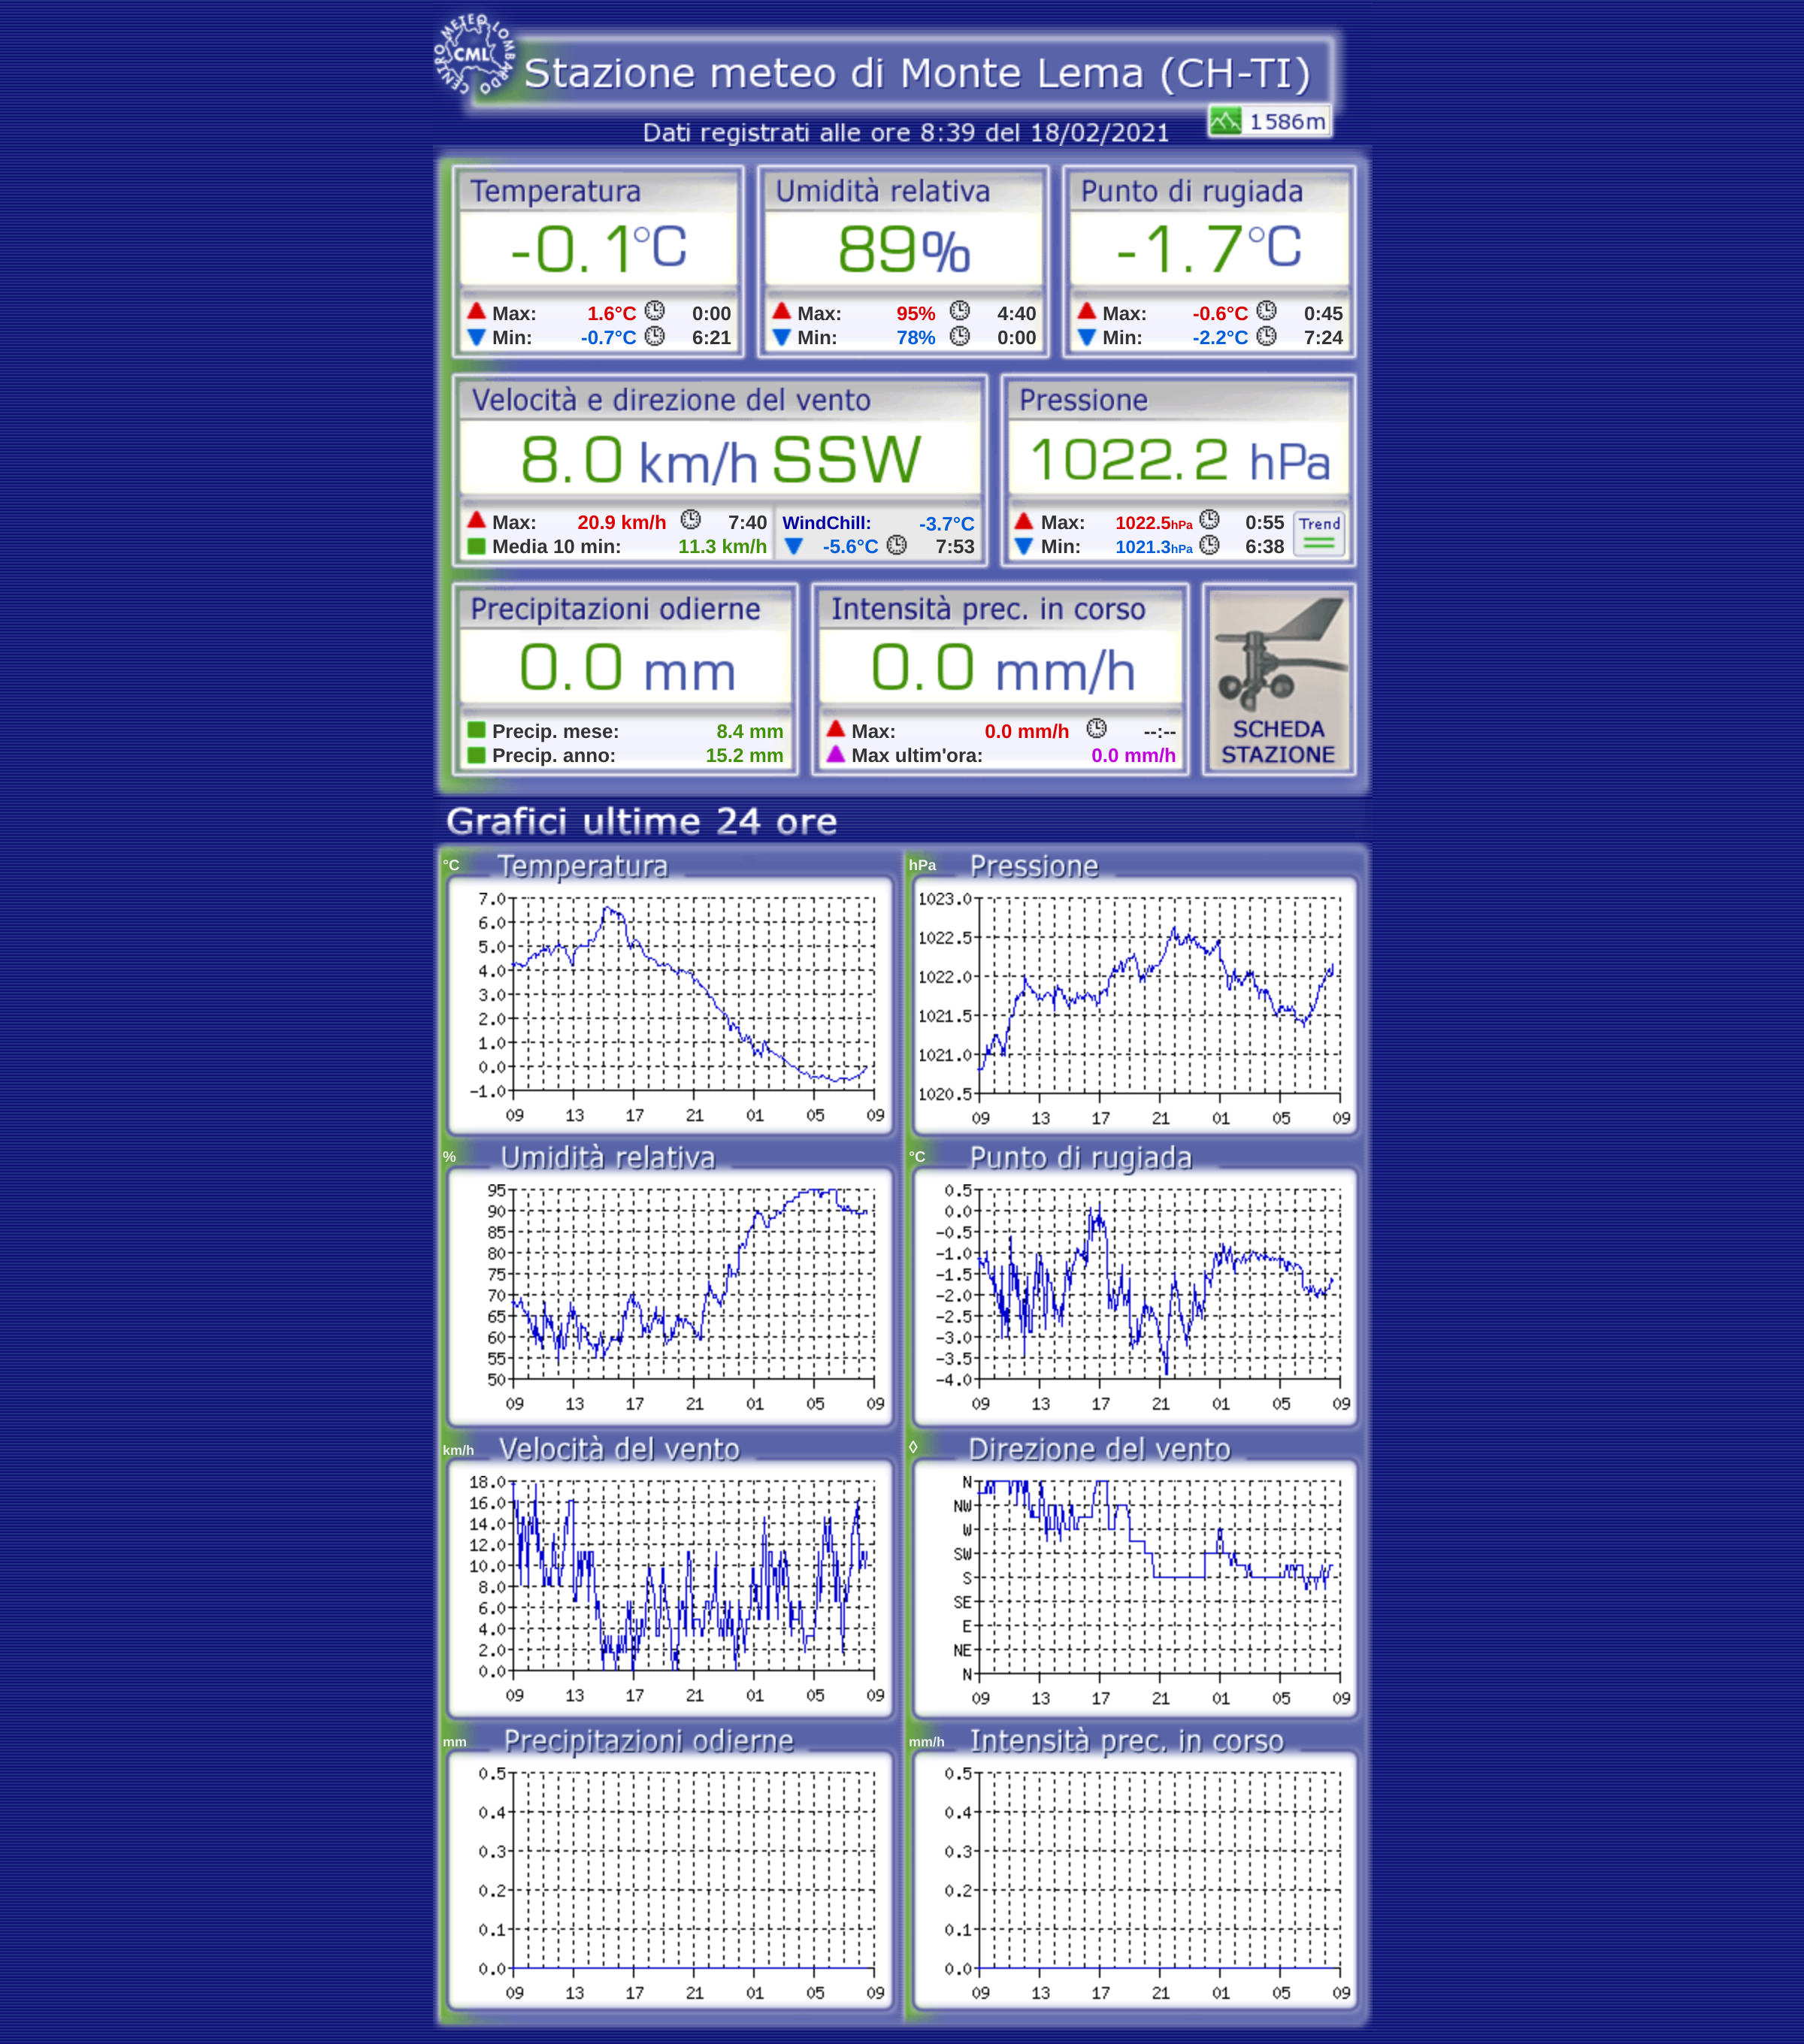 CENTRO METEO LOMBARDO
CML
Stazione meteo di Monte Lema (CH-TI)
1586m
Dati registrati alle ore 8:39 del 18/02/2021
Temperatura
-0.1°C
Max: 1.6°C 0:00
Min: -0.7°C 6:21
Umidità relativa
89%
Max: 95% 4:40
Min: 78% 0:00
Punto di rugiada
-1.7°C
Max: -0.6°C 0:45
Min: -2.2°C 7:24
Velocità e direzione del vento
8.0 km/h SSW
Max: 20.9 km/h 7:40
Media 10 min: 11.3 km/h
WindChill: -3.7°C
-5.6°C 7:53
Pressione
1022.2 hPa
Max: 1022.5hPa 0:55
Min: 1021.3hPa 6:38
Trend
Precipitazioni odierne
0.0 mm
Precip. mese: 8.4 mm
Precip. anno: 15.2 mm
Intensità prec. in corso
0.0 mm/h
Max: 0.0 mm/h --:--
Max ultim'ora: 0.0 mm/h
SCHEDA
STAZIONE
Grafici ultime 24 ore
°C Temperatura
7.0
6.0
5.0
4.0
3.0
2.0
1.0
0.0
-1.0
09 13 17 21 01 05 09
hPa Pressione
1023.0
1022.5
1022.0
1021.5
1021.0
1020.5
09 13 17 21 01 05 09
% Umidità relativa
95
90
85
80
75
70
65
60
55
50
09 13 17 21 01 05 09
°C Punto di rugiada
0.5
0.0
-0.5
-1.0
-1.5
-2.0
-2.5
-3.0
-3.5
-4.0
09 13 17 21 01 05 09
km/h Velocità del vento
18.0
16.0
14.0
12.0
10.0
8.0
6.0
4.0
2.0
0.0
09 13 17 21 01 05 09
◊ Direzione del vento
N
NW
W
SW
S
SE
E
NE
N
09 13 17 21 01 05 09
mm Precipitazioni odierne
0.5
0.4
0.3
0.2
0.1
0.0
09 13 17 21 01 05 09
mm/h Intensità prec. in corso
0.5
0.4
0.3
0.2
0.1
0.0
09 13 17 21 01 05 09